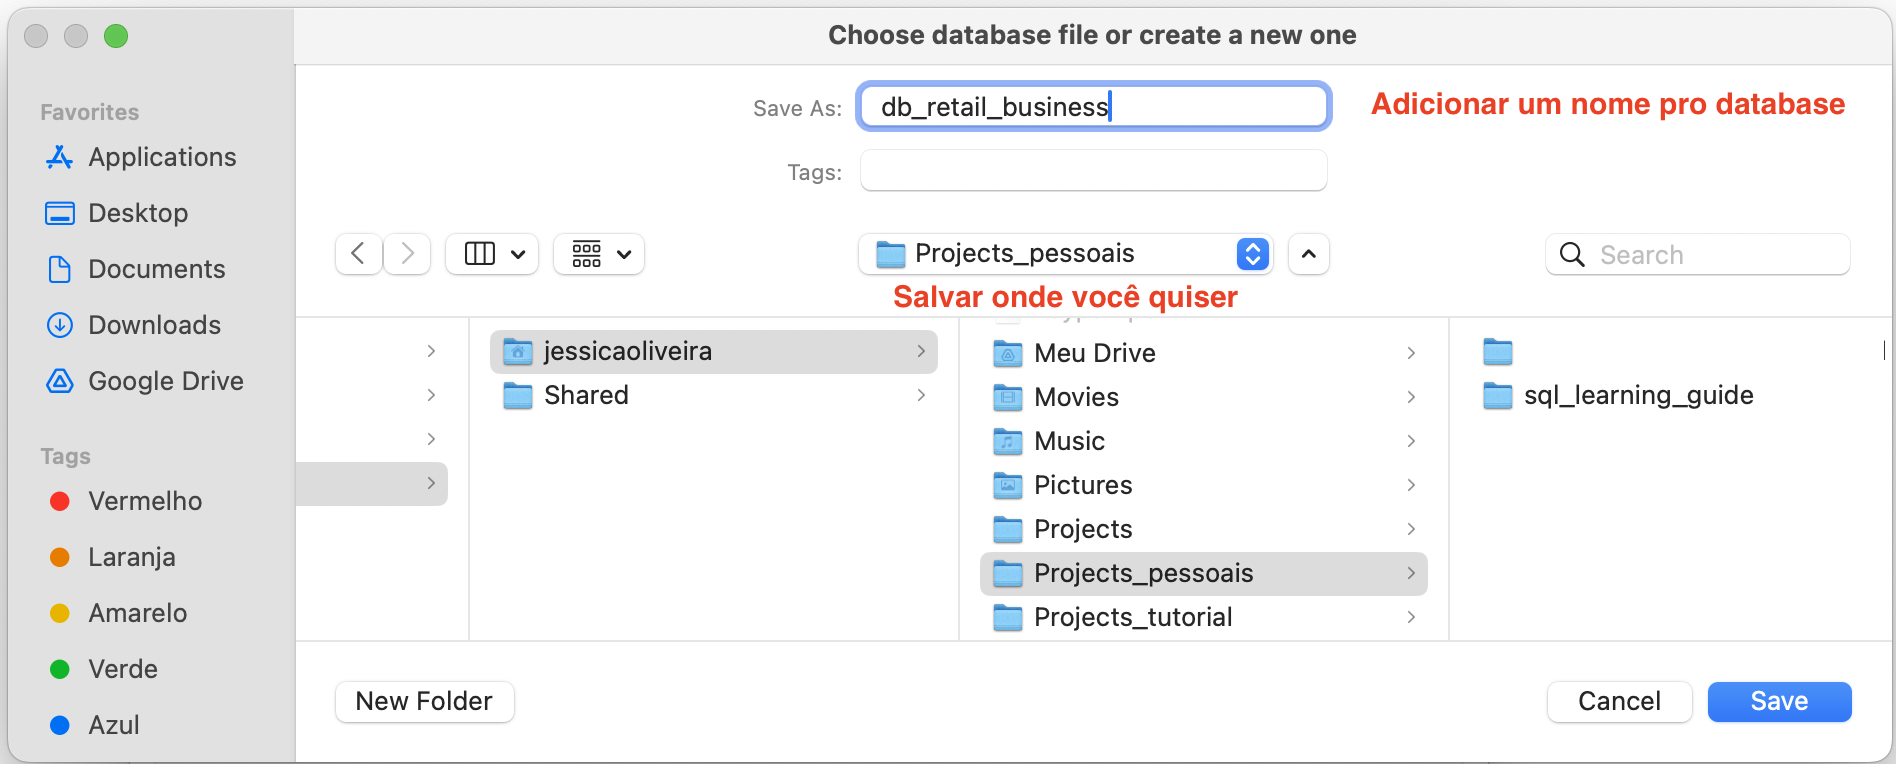 Choose database file or create a new one
Save As: db_retail_business
Adicionar um nome pro database
Tags:
Favorites
Applications
Desktop
Documents
Downloads
Google Drive
Tags
Vermelho
Laranja
Amarelo
Verde
Azul
Projects_pessoais
Search
Salvar onde você quiser
jessicaoliveira
Shared
Meu Drive
Movies
Music
Pictures
Projects
Projects_pessoais
Projects_tutorial
sql_learning_guide
New Folder
Cancel
Save